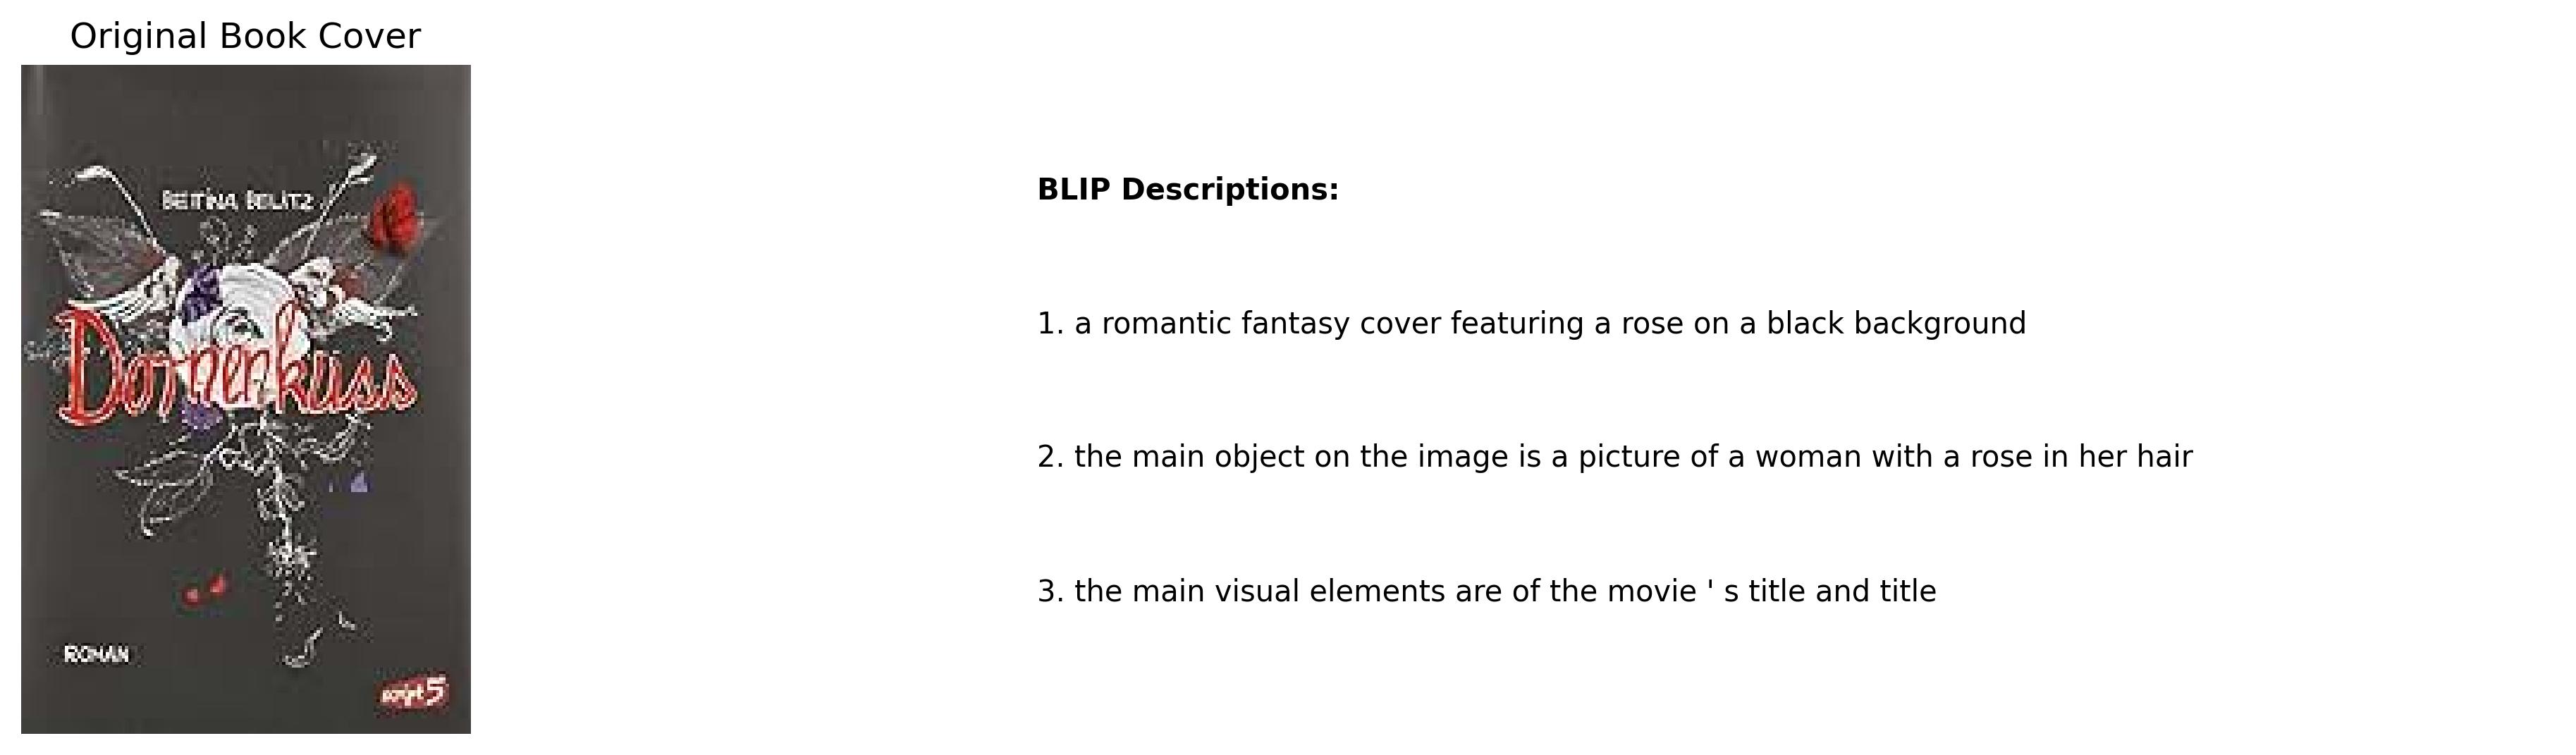 Original Book Cover
BETTINA BELITZ
Dornenkuss
ROMAN
script5
BLIP Descriptions:
1. a romantic fantasy cover featuring a rose on a black background
2. the main object on the image is a picture of a woman with a rose in her hair
3. the main visual elements are of the movie ' s title and title